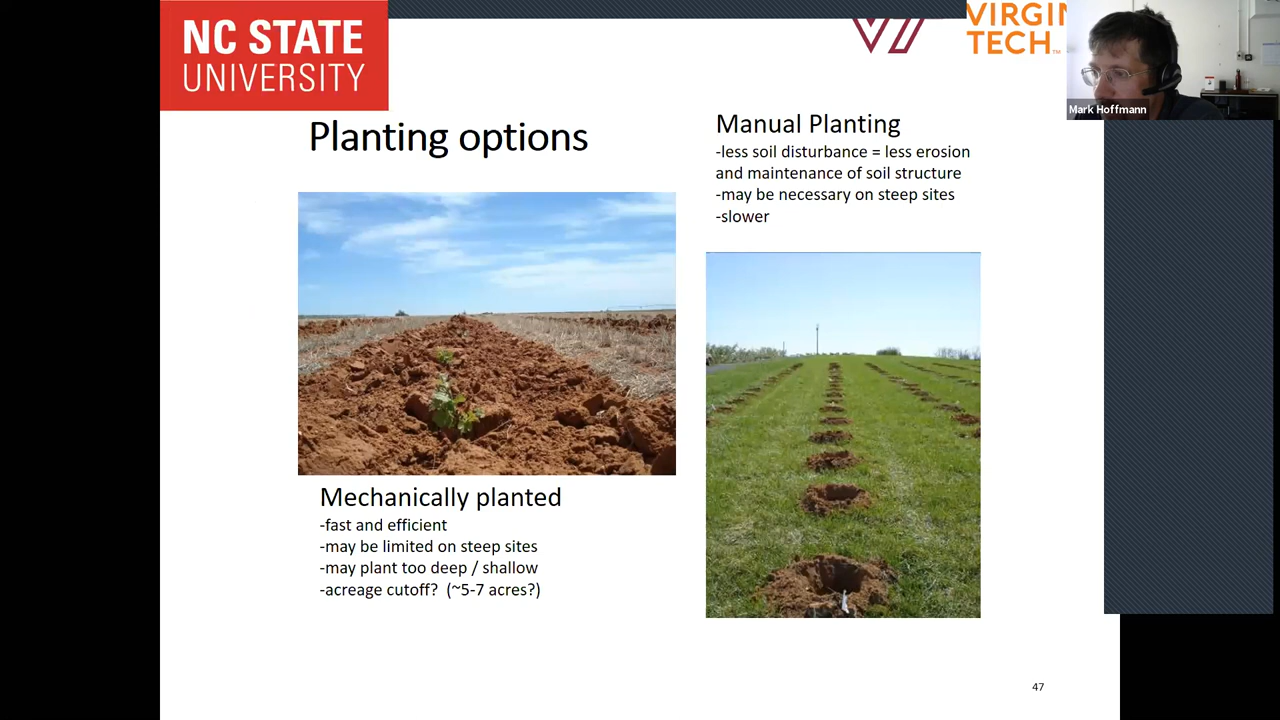 NC STATE
UNIVERSITY
VIRGI
TECH
TM
Mark Hoffmann
Planting options
Manual Planting
-less soil disturbance = less erosion
and maintenance of soil structure
-may be necessary on steep sites
-slower
Mechanically planted
-fast and efficient
-may be limited on steep sites
-may plant too deep / shallow
-acreage cutoff?  (~5-7 acres?)
47